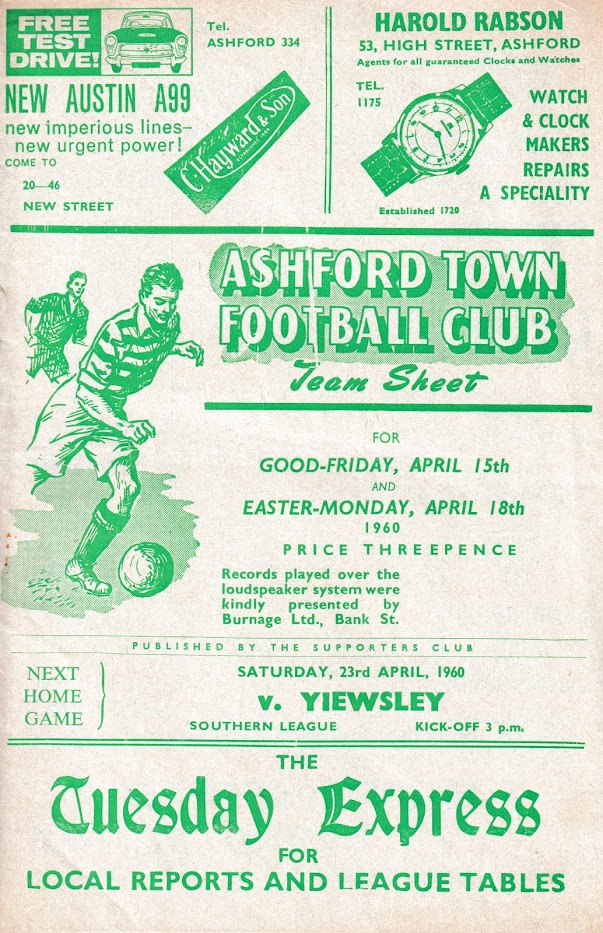 FREE
TEST
DRIVE!
Tel.
ASHFORD 334
NEW AUSTIN A99
new imperious lines—
new urgent power!
COME TO
20—46
NEW STREET
C. Hayward & Son
HAROLD RABSON
53, HIGH STREET, ASHFORD
Agents for all guaranteed Clocks and Watches
TEL.
1175
WATCH
& CLOCK
MAKERS
REPAIRS
A SPECIALITY
Established 1720
ASHFORD TOWN
FOOTBALL CLUB
Team Sheet
FOR
GOOD-FRIDAY, APRIL 15th
AND
EASTER-MONDAY, APRIL 18th
1960
PRICE THREEPENCE
Records played over the
loudspeaker system were
kindly presented by
Burnage Ltd., Bank St.
PUBLISHED BY THE SUPPORTERS CLUB
NEXT
HOME
GAME
SATURDAY, 23rd APRIL, 1960
v. YIEWSLEY
SOUTHERN LEAGUE KICK-OFF 3 p.m.
THE
Tuesday Express
FOR
LOCAL REPORTS AND LEAGUE TABLES